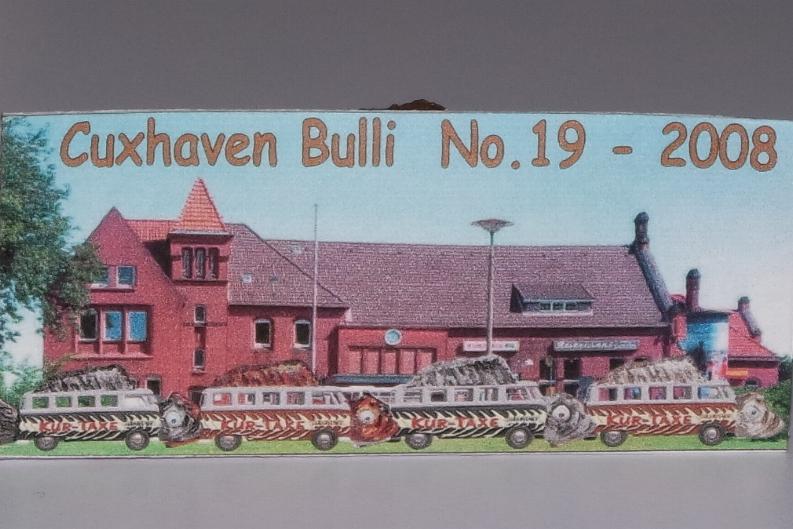 Cuxhaven Bulli No.19 - 2008
KUR-TAXE KUR-TAXE KUR-TAXE KUR-TAXE